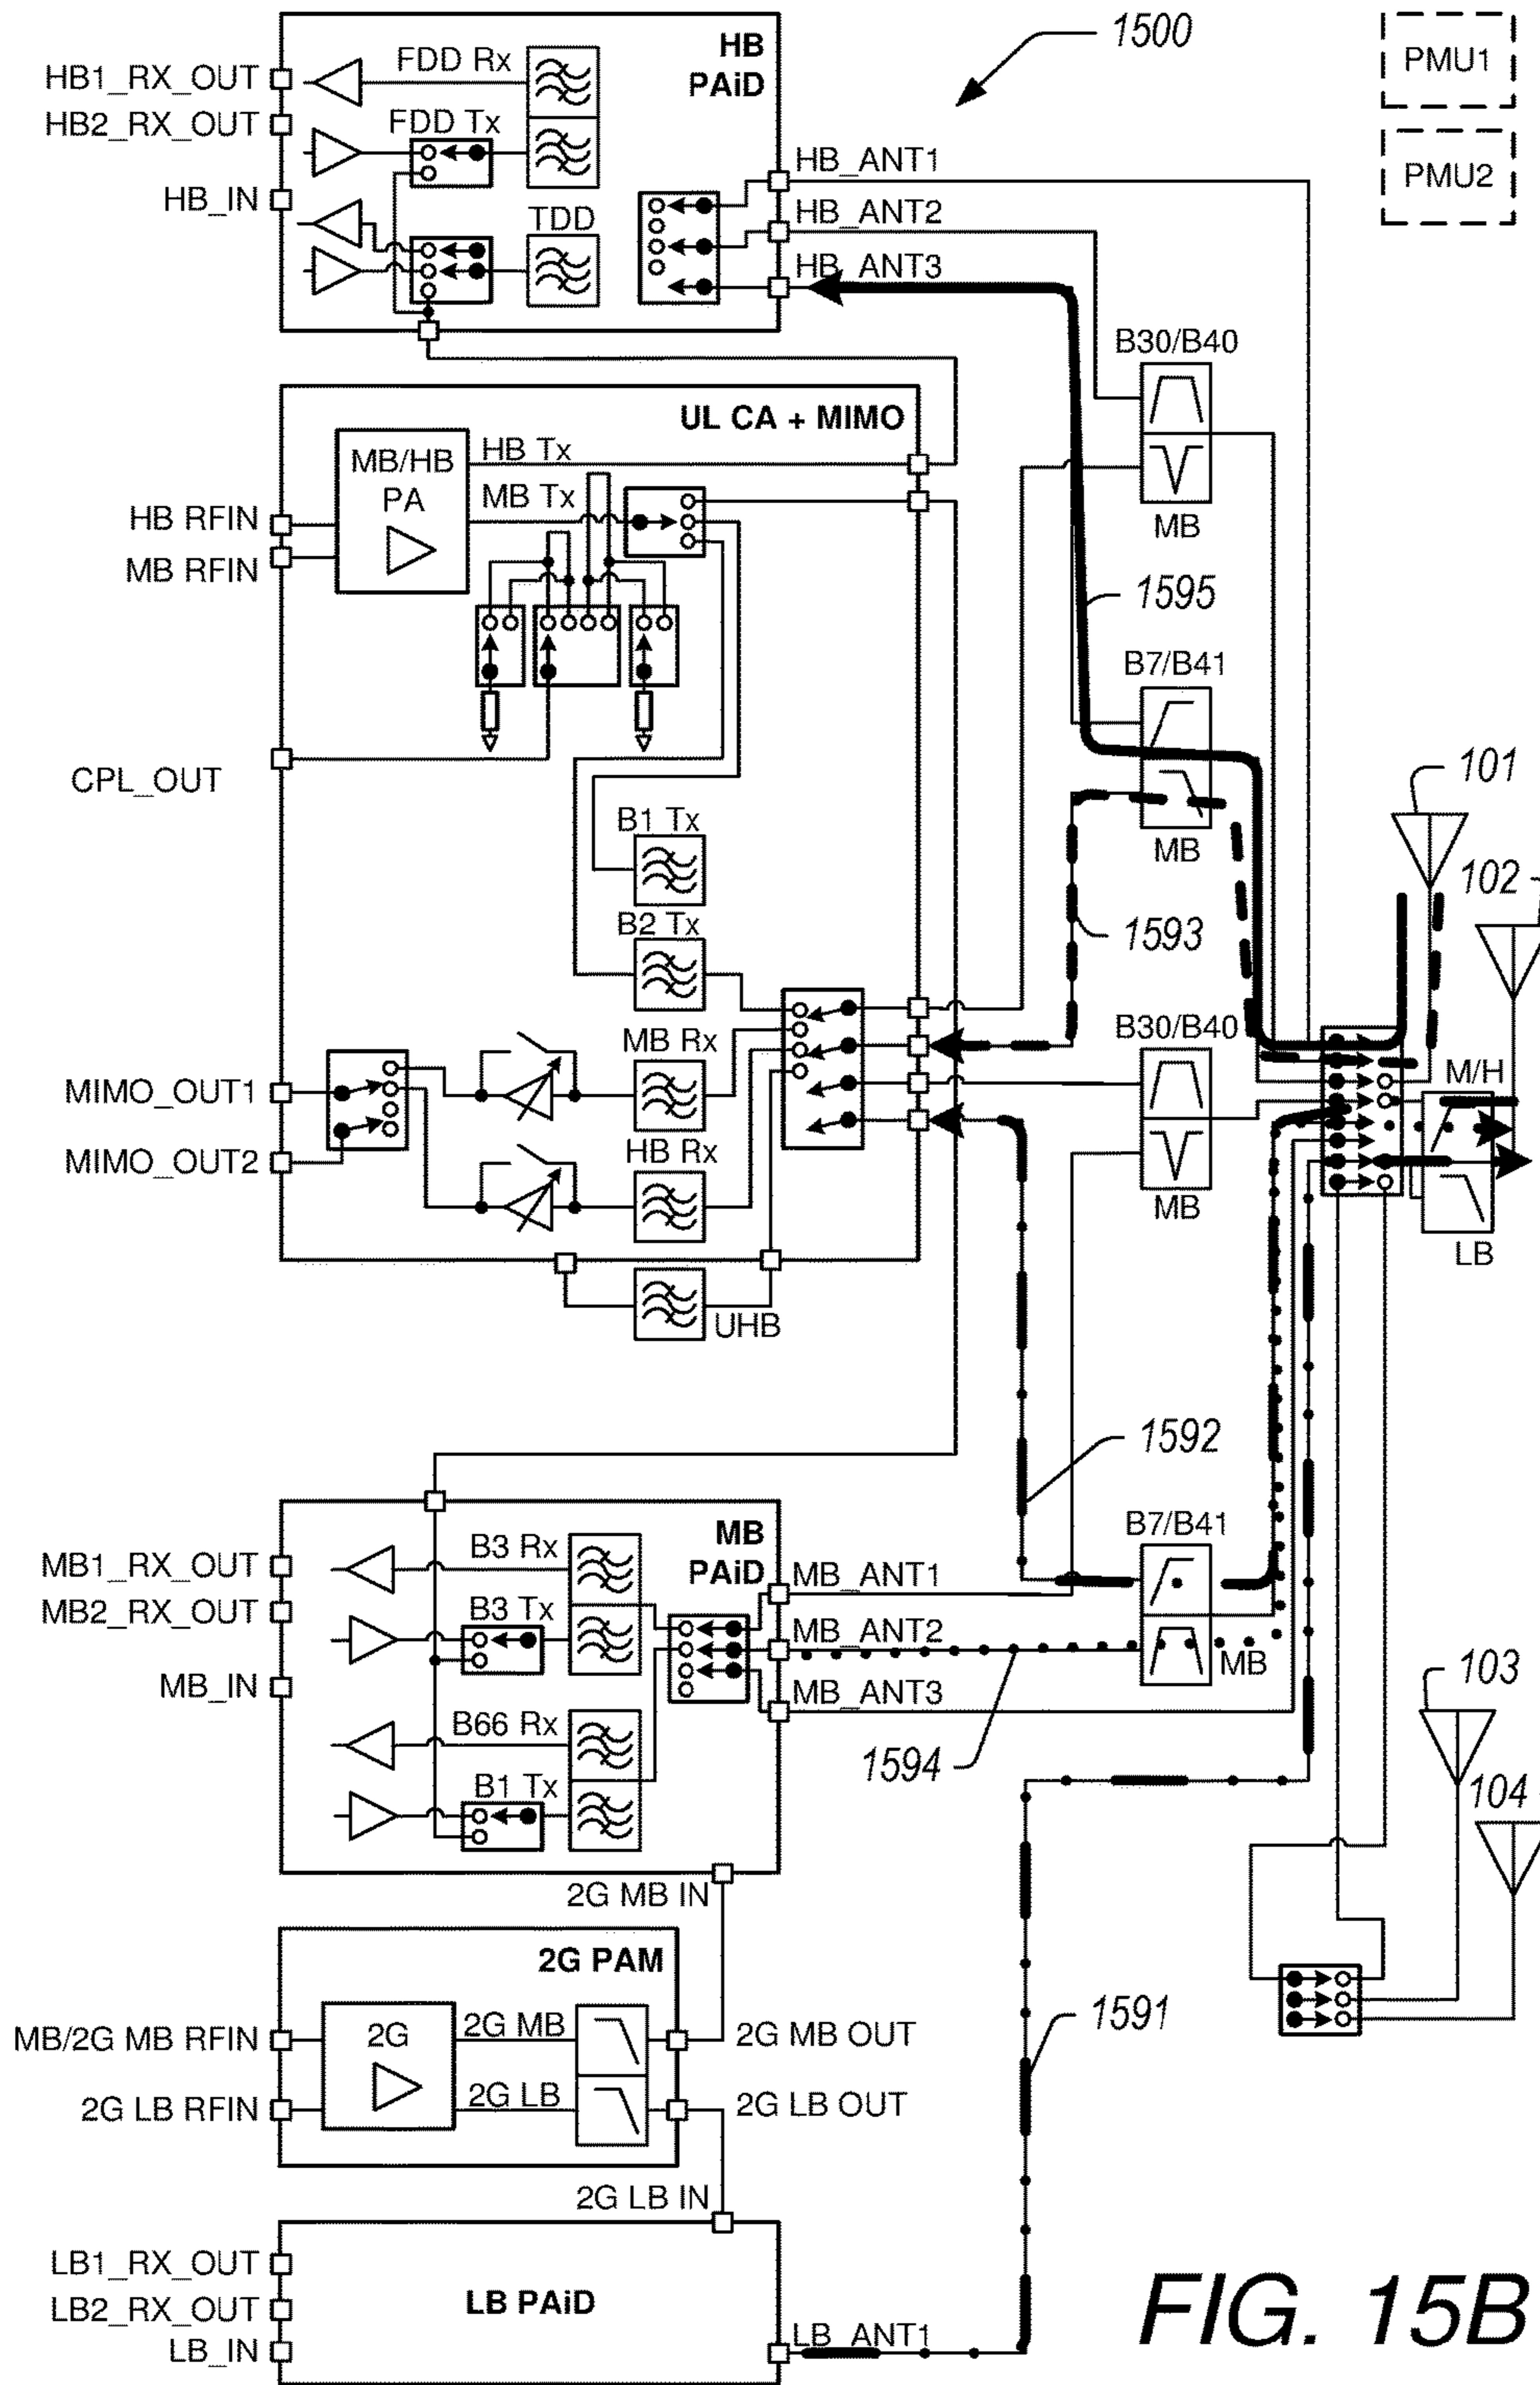 1500
PMU1
PMU2
HB
PAiD
HB1_RX_OUT
HB2_RX_OUT
HB_IN
FDD Rx
FDD Tx
TDD
HB_ANT1
HB_ANT2
HB_ANT3
B30/B40
MB
UL CA + MIMO
MB/HB
PA
HB Tx
MB Tx
HB RFIN
MB RFIN
CPL_OUT
1595
B7/B41
MB
101
102
1593
B1 Tx
B2 Tx
MB Rx
HB Rx
MIMO_OUT1
MIMO_OUT2
UHB
B30/B40
MB
M/H
LB
1592
MB
PAiD
MB1_RX_OUT
MB2_RX_OUT
MB_IN
B3 Rx
B3 Tx
B66 Rx
B1 Tx
MB_ANT1
MB_ANT2
MB_ANT3
B7/B41
MB
1594
103
104
2G MB IN
2G PAM
2G
2G MB
2G LB
MB/2G MB RFIN
2G LB RFIN
2G MB OUT
2G LB OUT
1591
2G LB IN
LB PAiD
LB1_RX_OUT
LB2_RX_OUT
LB_IN
LB_ANT1
FIG. 15B